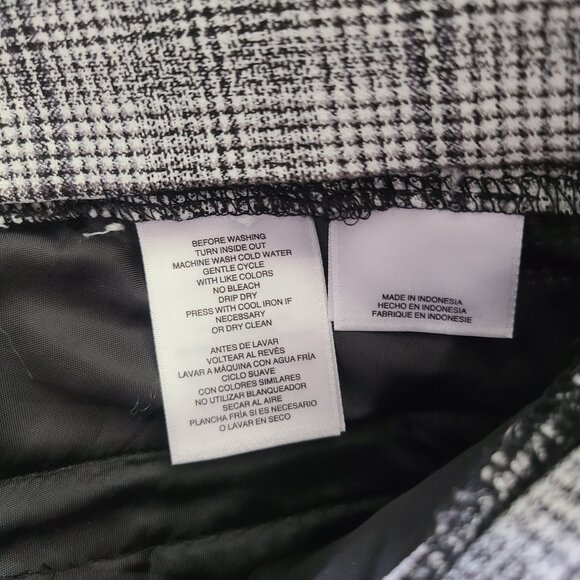 BEFORE WASHING
TURN INSIDE OUT
MACHINE WASH COLD WATER
GENTLE CYCLE
WITH LIKE COLORS
NO BLEACH
DRIP DRY
PRESS WITH COOL IRON IF
NECESSARY
OR DRY CLEAN
ANTES DE LAVAR
VOLTEAR AL REVÉS
LAVAR A MÁQUINA CON AGUA FRÍA
CICLO SUAVE
CON COLORES SIMILARES
NO UTILIZAR BLANQUEADOR
SECAR AL AIRE
PLANCHA FRÍA SI ES NECESARIO
O LAVAR EN SECO
MADE IN INDONESIA
HECHO EN INDONESIA
FABRIQUE EN INDONESIE